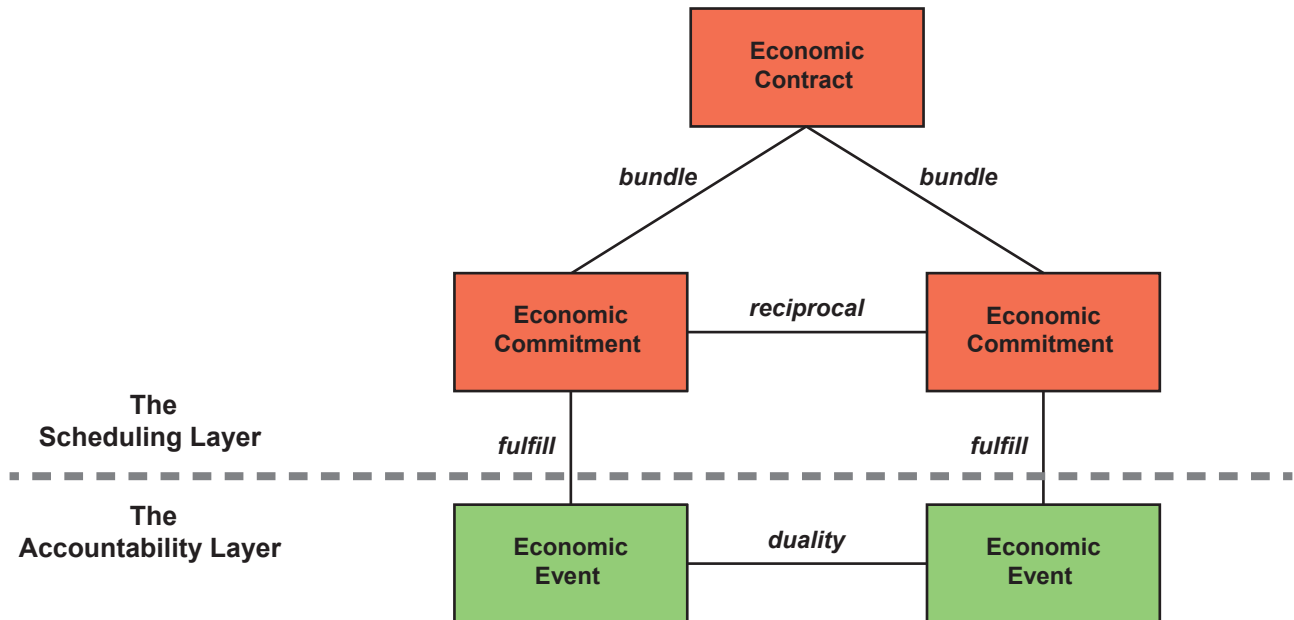 Economic
Contract
bundle
bundle
Economic
Commitment
reciprocal
Economic
Commitment
The
Scheduling Layer
fulfill
fulfill
The
Accountability Layer
Economic
Event
duality
Economic
Event